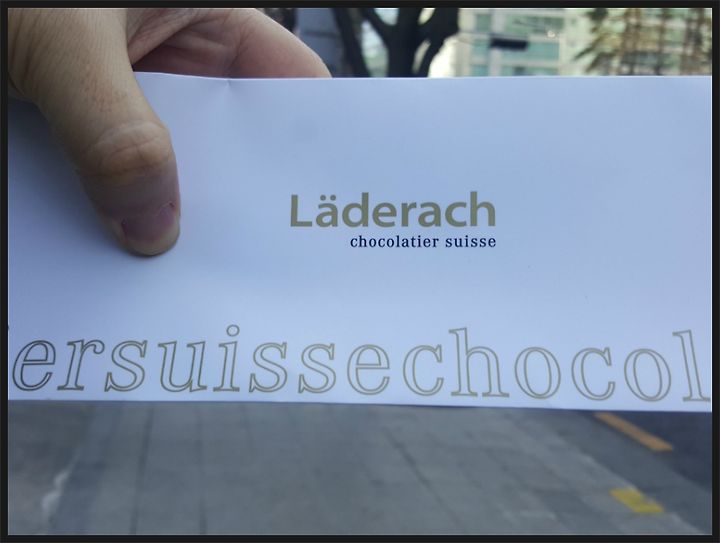 Läderach
chocolatier suisse
ersuissechocol